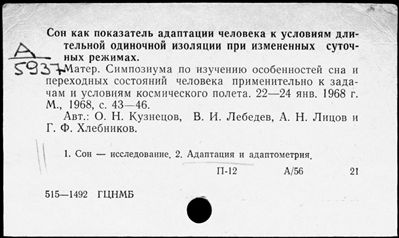 Сон как показатель адаптации человека к условиям дли-
тельной одиночной изоляции при измененных суточ-
ных режимах.
А
5937
Матер. Симпозиума по изучению особенностей сна и
переходных состояний человека применительно к зада-
чам и условиям космического полета. 22—24 янв. 1968 г.
М., 1968, с. 43—46.
Авт.: О. Н. Кузнецов, В. И. Лебедев, А. Н. Лицов и
Г. Ф. Хлебников.
1. Сон — исследование. 2. Адаптация и адаптометрия.
П-12 А/56 21
515—1492 ГЦНМБ